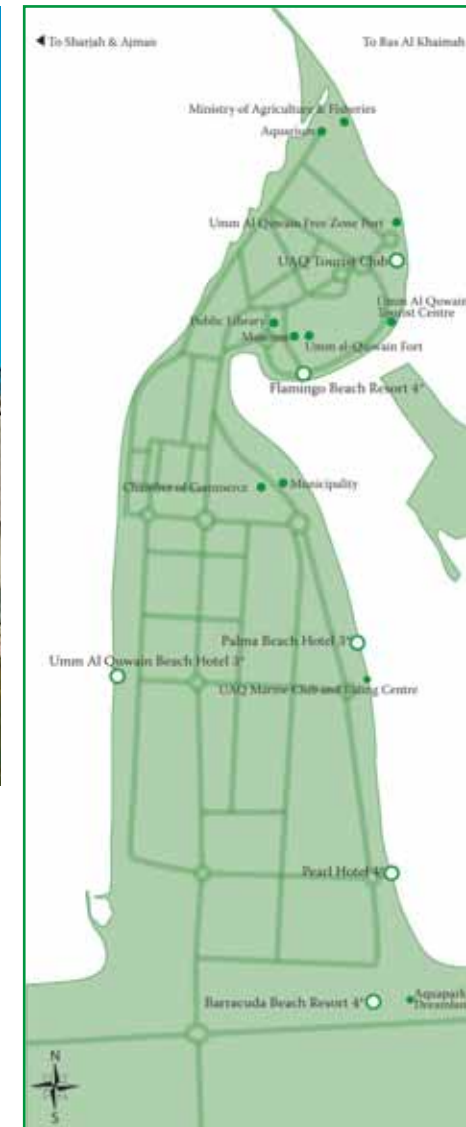 To Sharjah & Ajman
To Ras Al Khaimah
Ministry of Agriculture & Fisheries
Aquarium
Umm Al Quwain Free Zone Port
UAQ Tourist Club
Umm Al Quwain
Tourist Centre
Public Library
Museum
Umm al-Quwain Fort
Flamingo Beach Resort 4*
Chamber of Commerce
Municipality
Palma Beach Hotel 3*
Umm Al Quwain Beach Hotel 3*
UAQ Marine Club and Riding Centre
Pearl Hotel 4*
Barracuda Beach Resort 4*
Aquapark
N
S